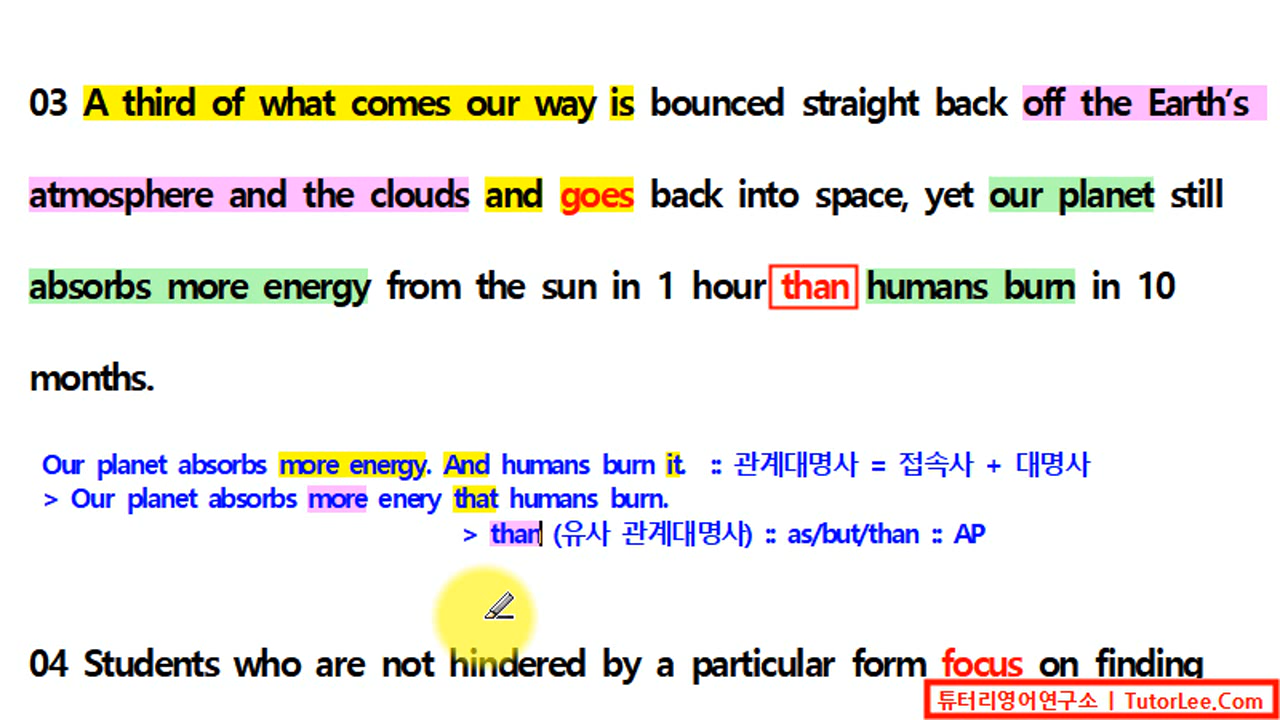 03 A third of what comes our way is bounced straight back off the Earth’s
atmosphere and the clouds and goes back into space, yet our planet still
absorbs more energy from the sun in 1 hour than humans burn in 10
months.
Our planet absorbs more energy. And humans burn it. :: 관계대명사 = 접속사 + 대명사
> Our planet absorbs more enery that humans burn.
> than (유사 관계대명사) :: as/but/than :: AP
04 Students who are not hindered by a particular form focus on finding
튜터리영어연구소 | TutorLee.Com